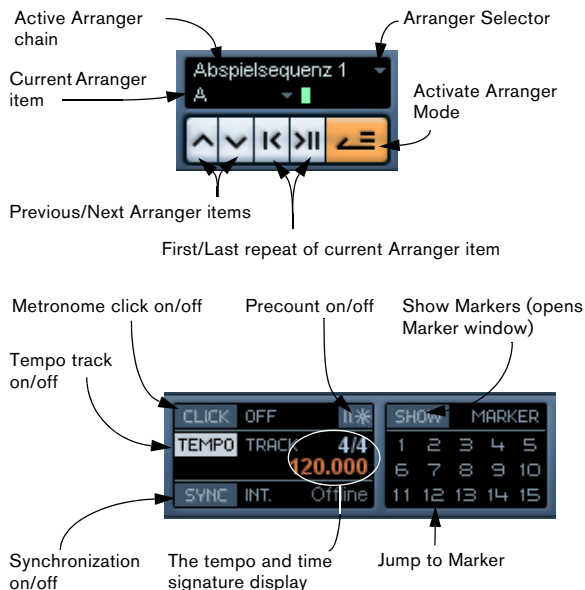 Active Arranger
chain
Arranger Selector
Abspielsequenz 1
Current Arranger
item
A
Activate Arranger
Mode
Previous/Next Arranger items
First/Last repeat of current Arranger item
Metronome click on/off
Precount on/off
Show Markers (opens
Marker window)
Tempo track
on/off
CLICK OFF
SHOW MARKER
TEMPO TRACK 4/4
120.000
1 2 3 4 5
6 7 8 9 10
SYNC INT. Offline
11 12 13 14 15
Synchronization
on/off
The tempo and time
signature display
Jump to Marker